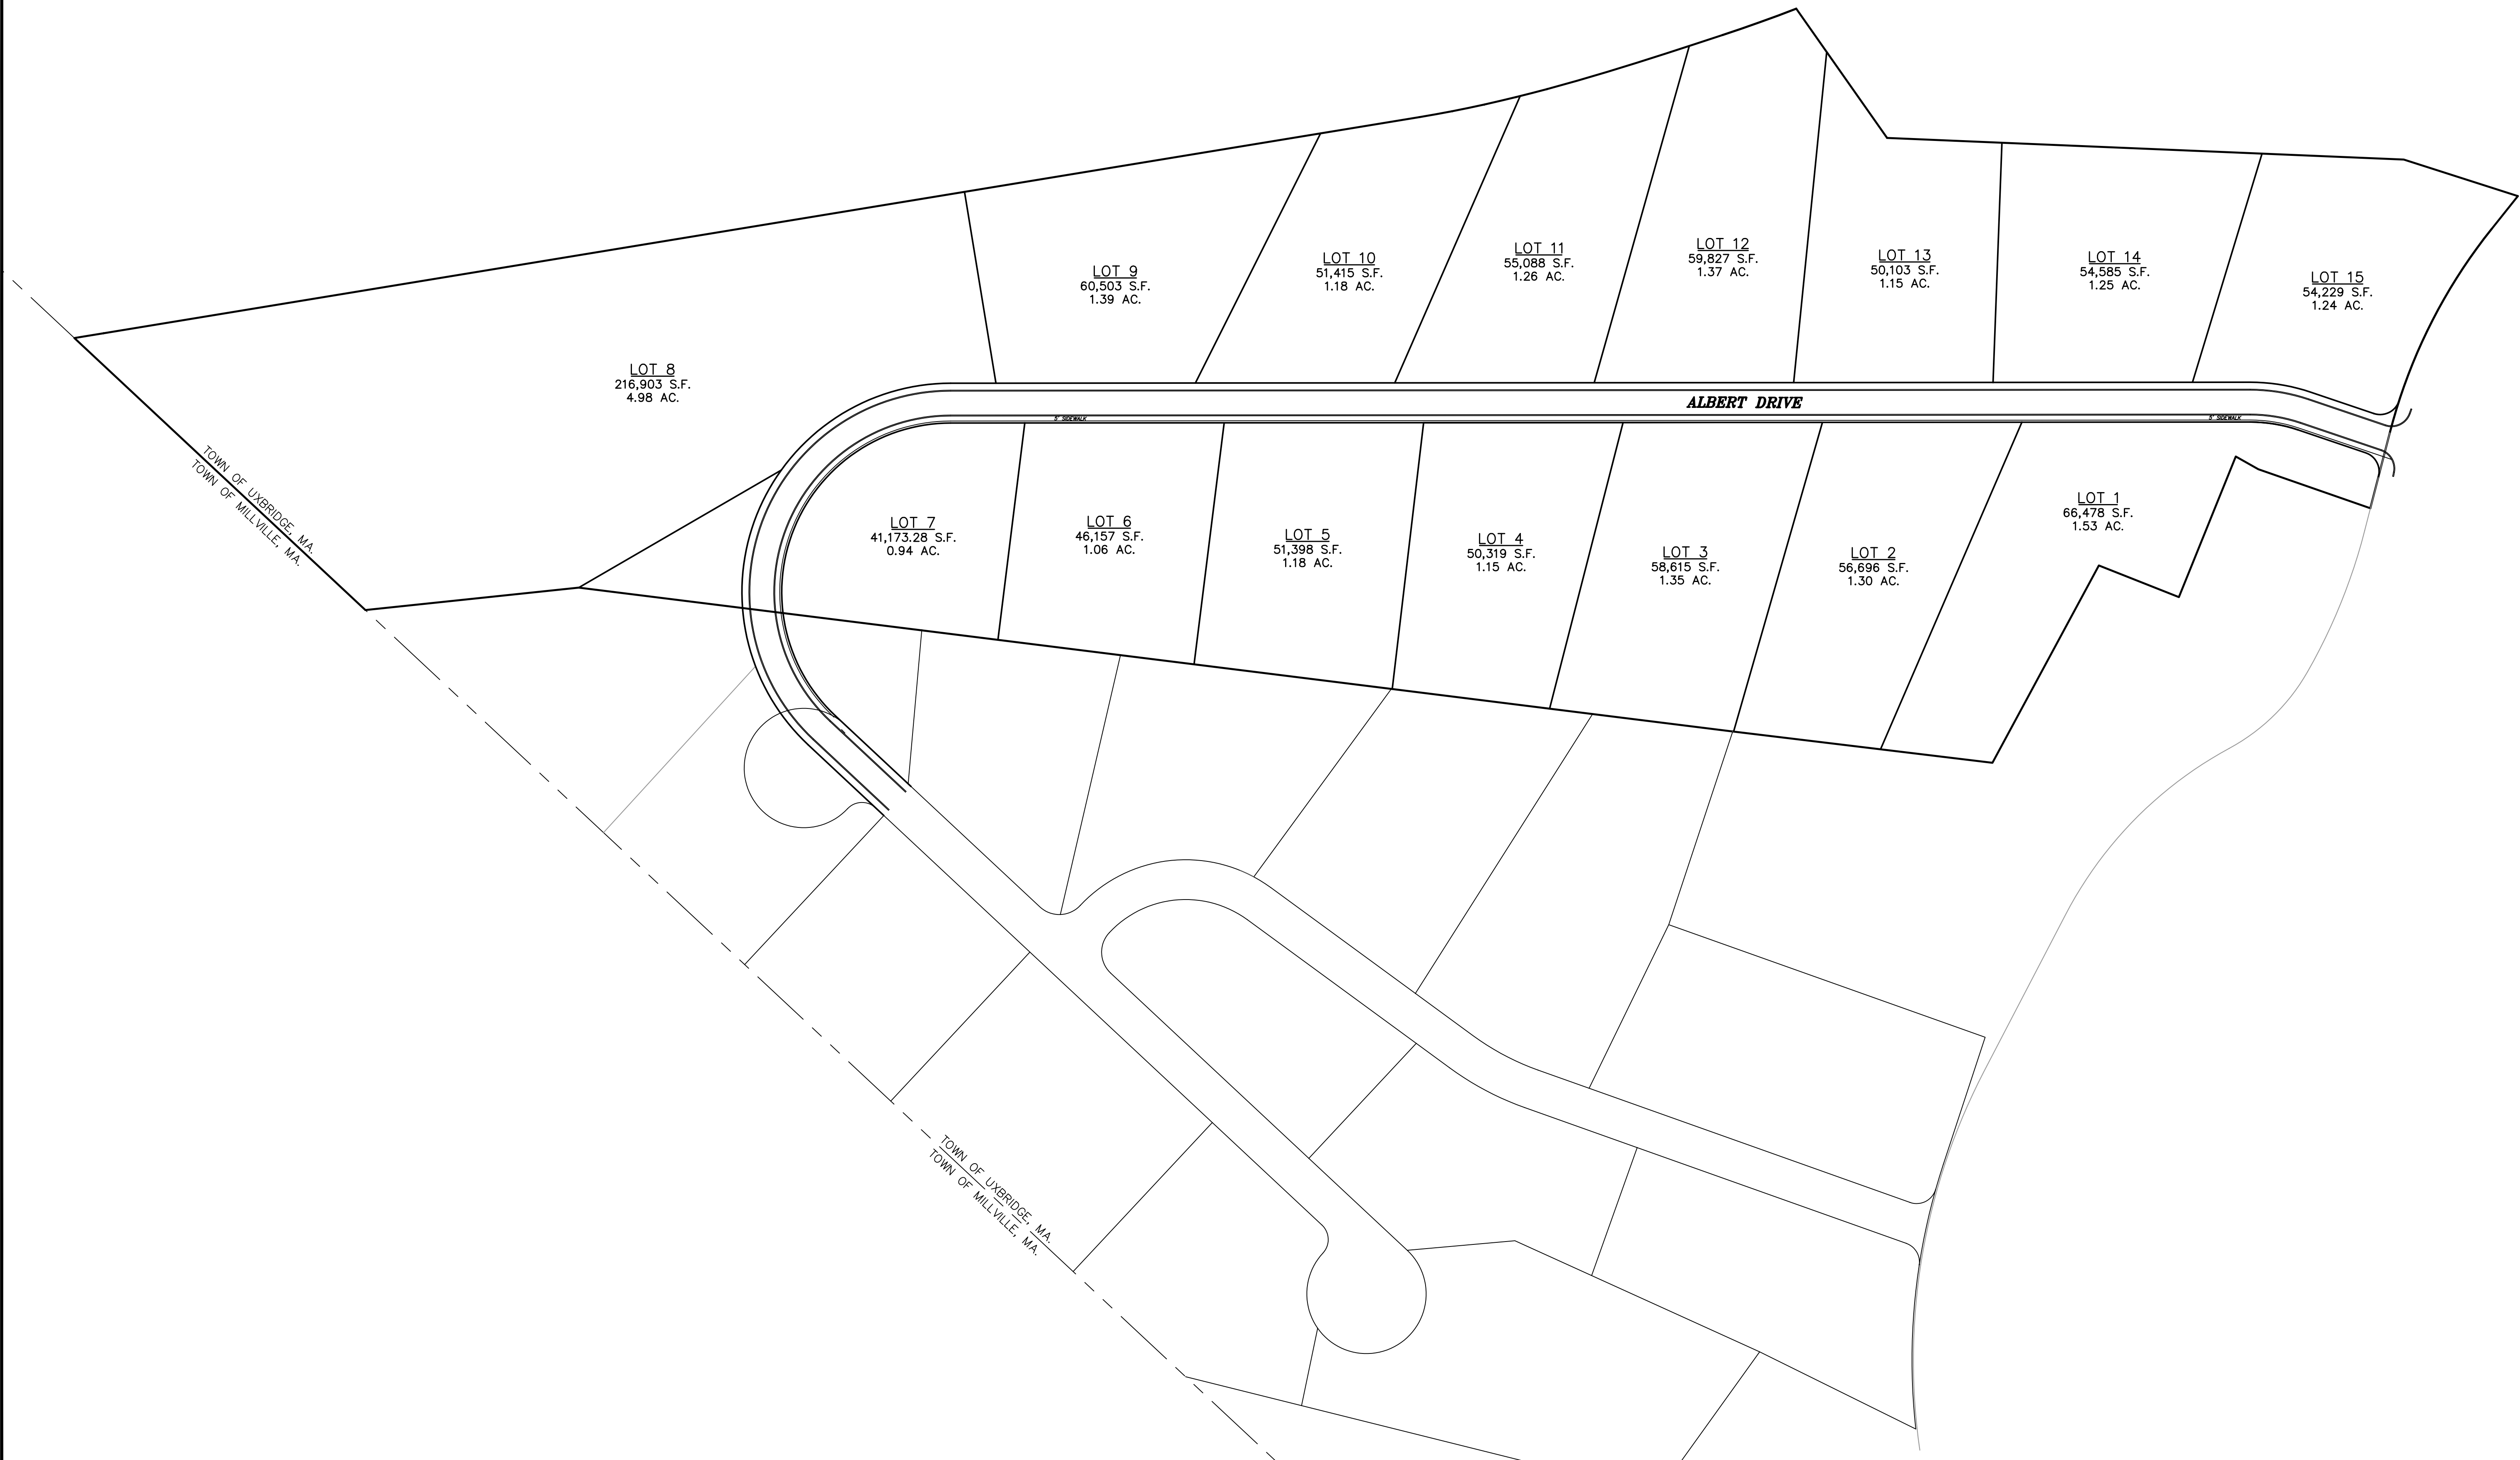 LOT 12
59,827 S.F.
1.37 AC.
LOT 11
55,088 S.F.
1.26 AC.
LOT 13
50,103 S.F.
1.15 AC.
LOT 14
54,585 S.F.
1.25 AC.
LOT 10
51,415 S.F.
1.18 AC.
LOT 9
60,503 S.F.
1.39 AC.
LOT 15
54,229 S.F.
1.24 AC.
LOT 8
216,903 S.F.
4.98 AC.
ALBERT DRIVE
5' SIDEWALK
5' SIDEWALK
TOWN OF UXBRIDGE, MA.
TOWN OF MILLVILLE, MA.
LOT 7
41,173.28 S.F.
0.94 AC.
LOT 6
46,157 S.F.
1.06 AC.
LOT 5
51,398 S.F.
1.18 AC.
LOT 4
50,319 S.F.
1.15 AC.
LOT 3
58,615 S.F.
1.35 AC.
LOT 2
56,696 S.F.
1.30 AC.
LOT 1
66,478 S.F.
1.53 AC.
TOWN OF UXBRIDGE, MA.
TOWN OF MILLVILLE, MA.